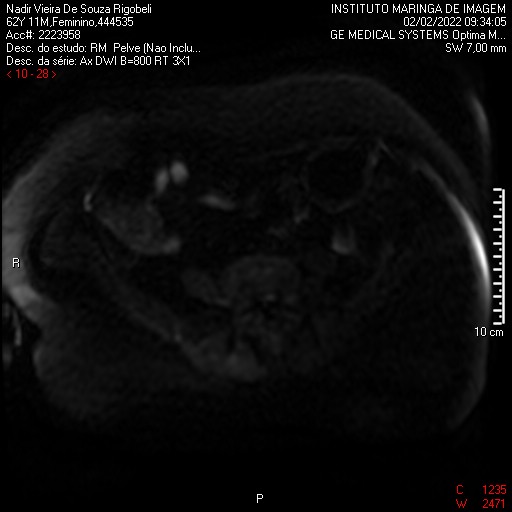 Nadir Vieira De Souza Rigobeli
62Y 11M,Feminino,444535
Acc#: 2223958
Desc. do estudo: RM  Pelve (Nao Inclu...
Desc. da série: Ax DWI B=800 RT 3X1
< 10 - 28 >
INSTITUTO MARINGA DE IMAGEM
02/02/2022 09:34:05
GE MEDICAL SYSTEMS Optima M...
SW 7,00 mm
R
10 cm
P
C 1235
W 2471